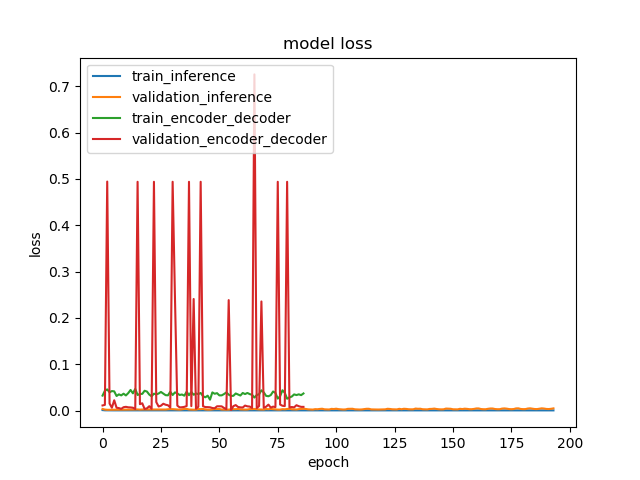 model loss
train_inference
validation_inference
train_encoder_decoder
validation_encoder_decoder
0.7
0.6
0.5
0.4
0.3
0.2
0.1
0.0
loss
0 25 50 75 100 125 150 175 200
epoch